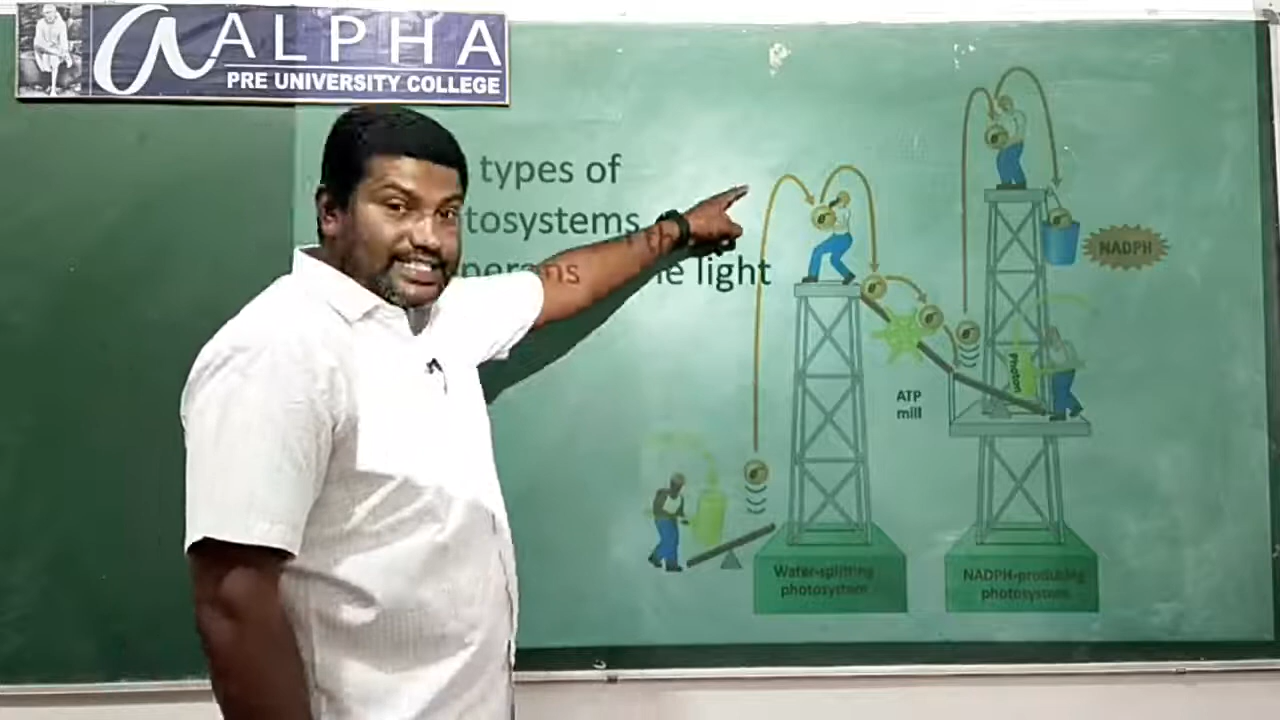 ALPHA
PRE UNIVERSITY COLLEGE
types of
tosystems
light
NADPH
Photon
ATP
mill
Water-splitting
photosystem
NADPH-producing
photosystem